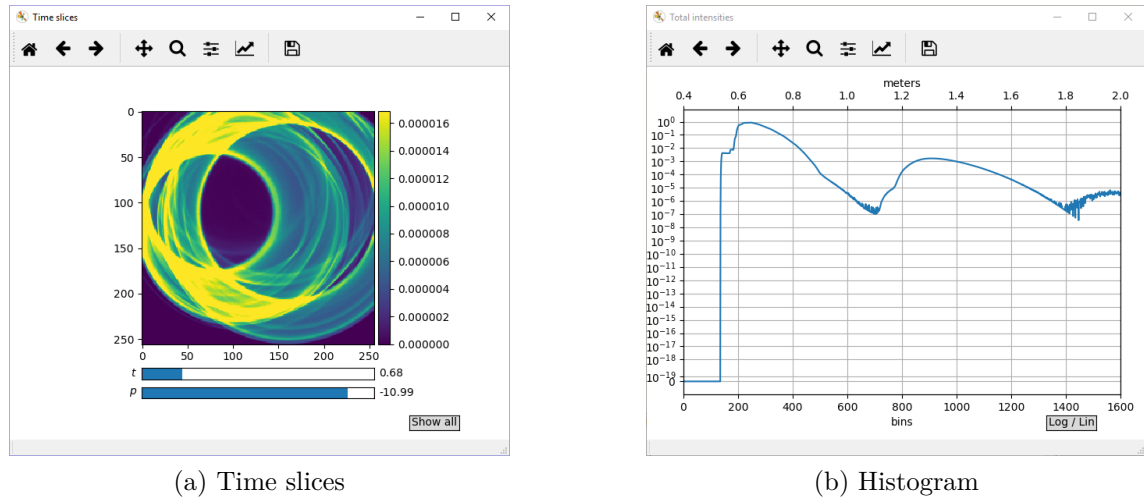 Time slices
0
50
100
150
200
250
0 50 100 150 200 250
0.000016
0.000014
0.000012
0.000010
0.000008
0.000006
0.000004
0.000002
0.000000
t 0.68
p -10.99
Show all
(a) Time slices
Total intensities
meters
0.4 0.6 0.8 1.0 1.2 1.4 1.6 1.8 2.0
10⁰
10⁻¹
10⁻²
10⁻³
10⁻⁴
10⁻⁵
10⁻⁶
10⁻⁷
10⁻⁸
10⁻⁹
10⁻¹⁰
10⁻¹¹
10⁻¹²
10⁻¹³
10⁻¹⁴
10⁻¹⁵
10⁻¹⁶
10⁻¹⁷
10⁻¹⁸
10⁻¹⁹
0
0 200 400 600 800 1000 1200 1400 1600
bins
Log / Lin
(b) Histogram